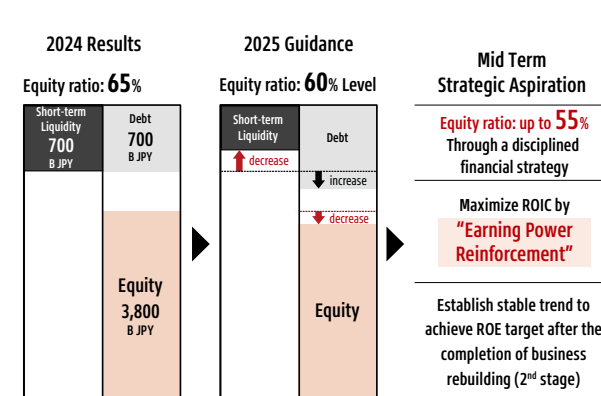 2024 Results
Equity ratio: 65%
Short-term
Liquidity
700
B JPY
Debt
700
B JPY
Equity
3,800
B JPY
2025 Guidance
Equity ratio: 60% Level
Short-term
Liquidity
decrease
Debt
increase
decrease
Equity
Mid Term
Strategic Aspiration
Equity ratio: up to 55%
Through a disciplined
financial strategy
Maximize ROIC by
“Earning Power
Reinforcement”
Establish stable trend to
achieve ROE target after the
completion of business
rebuilding (2nd stage)